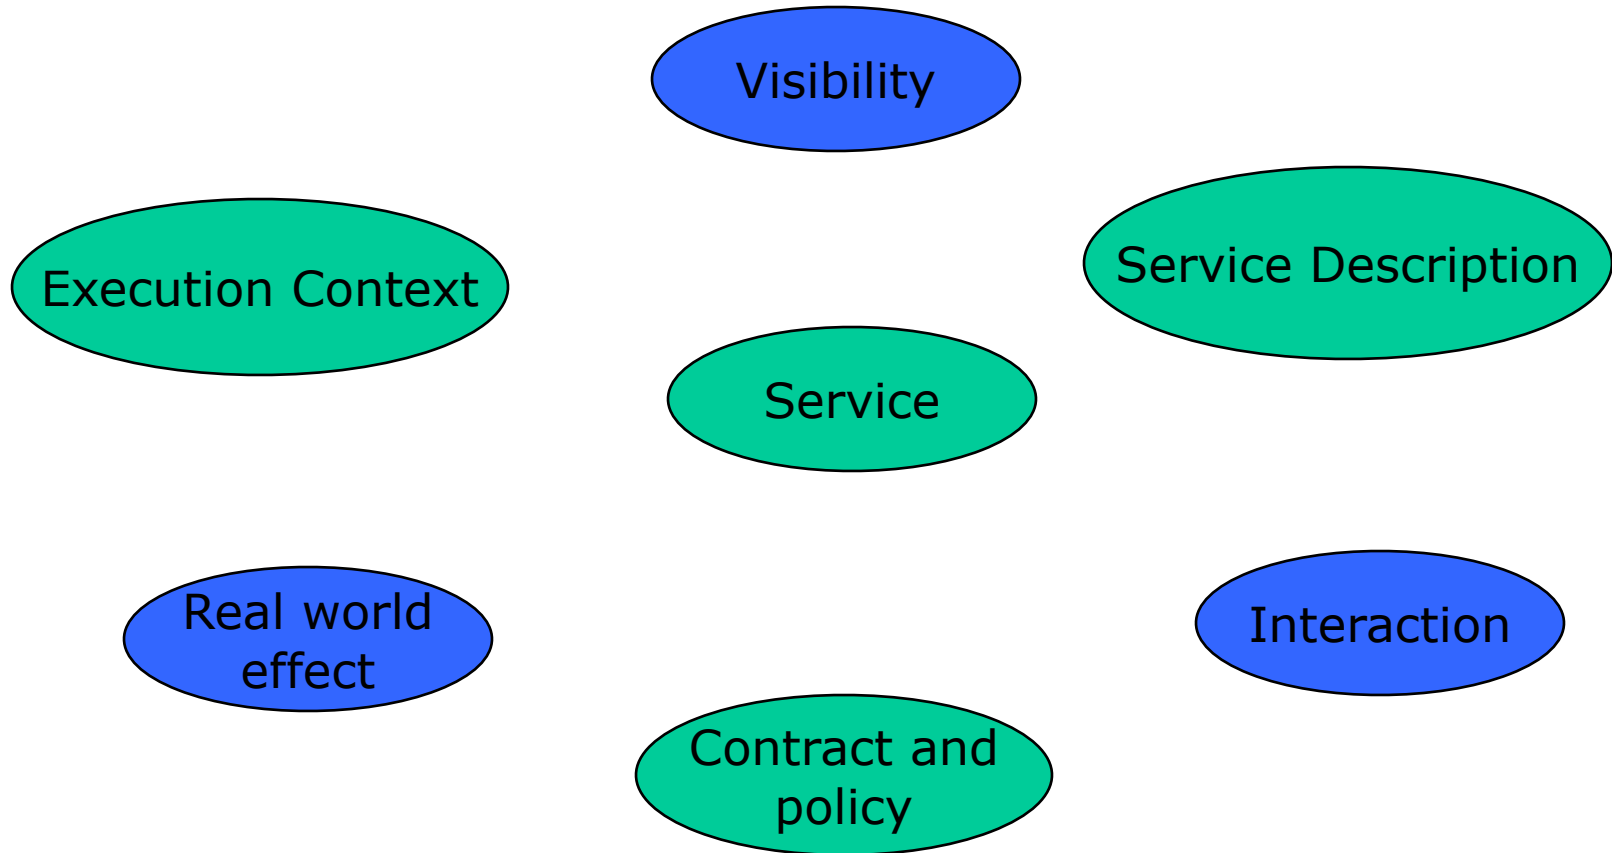 Visibility
Service Description
Execution Context
Service
Real world
effect
Interaction
Contract and
policy